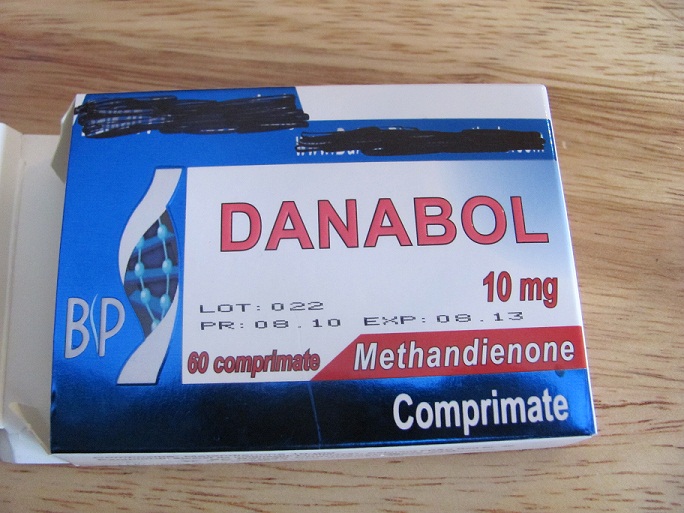 DANABOL
10 mg
LOT: 022
PR: 08.10 EXP: 08.13
60 comprimate
Methandienone
Comprimate
BP